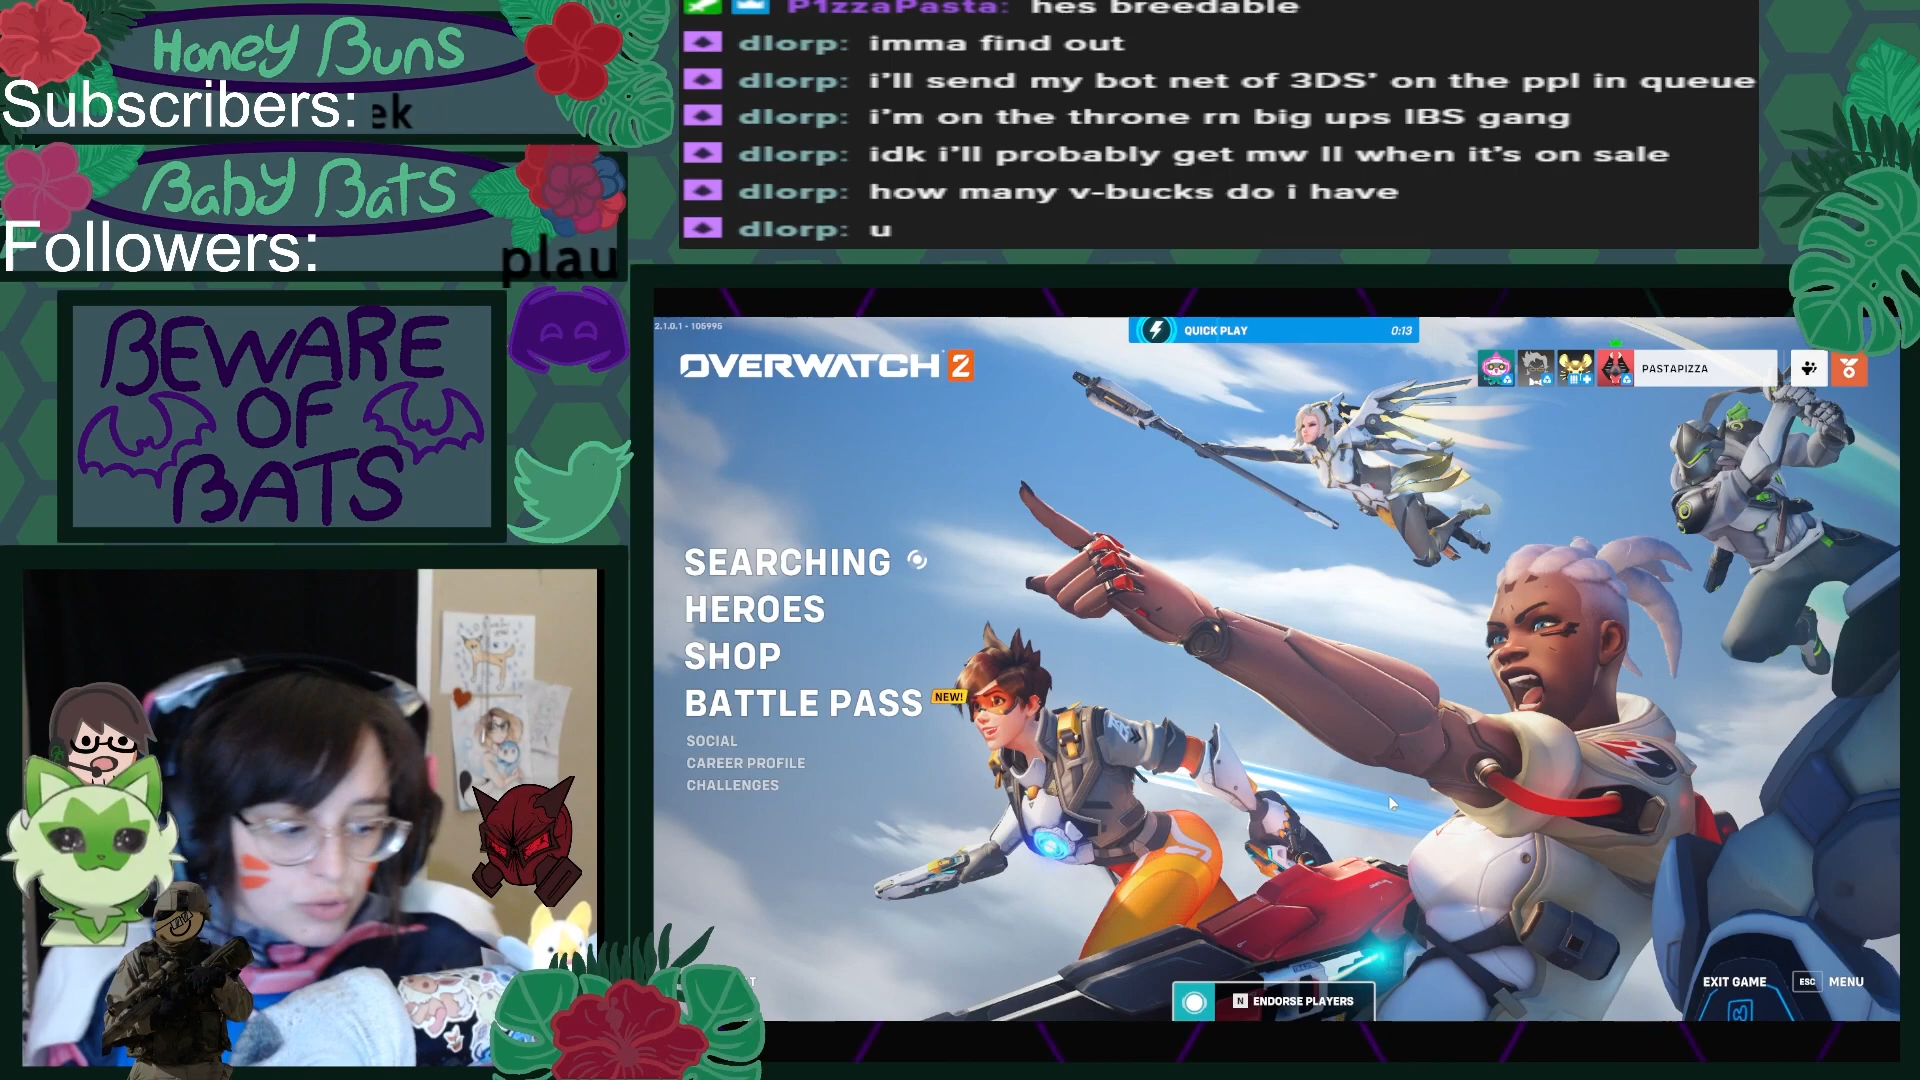 Honey Buns
Subscribers:
ek
Baby Bats
Followers:
plau
BEWARE
OF
BATS
P1zzaPasta: hes breedable
dlorp: imma find out
dlorp: i'll send my bot net of 3DS' on the ppl in queue
dlorp: i'm on the throne rn big ups IBS gang
dlorp: idk i'll probably get mw II when it's on sale
dlorp: how many v-bucks do i have
dlorp: u
2.1.0.1 - 105995
QUICK PLAY 0:13
OVERWATCH 2
PASTAPIZZA
SEARCHING
HEROES
SHOP
BATTLE PASS NEW!
SOCIAL
CAREER PROFILE
CHALLENGES
N ENDORSE PLAYERS
EXIT GAME ESC MENU